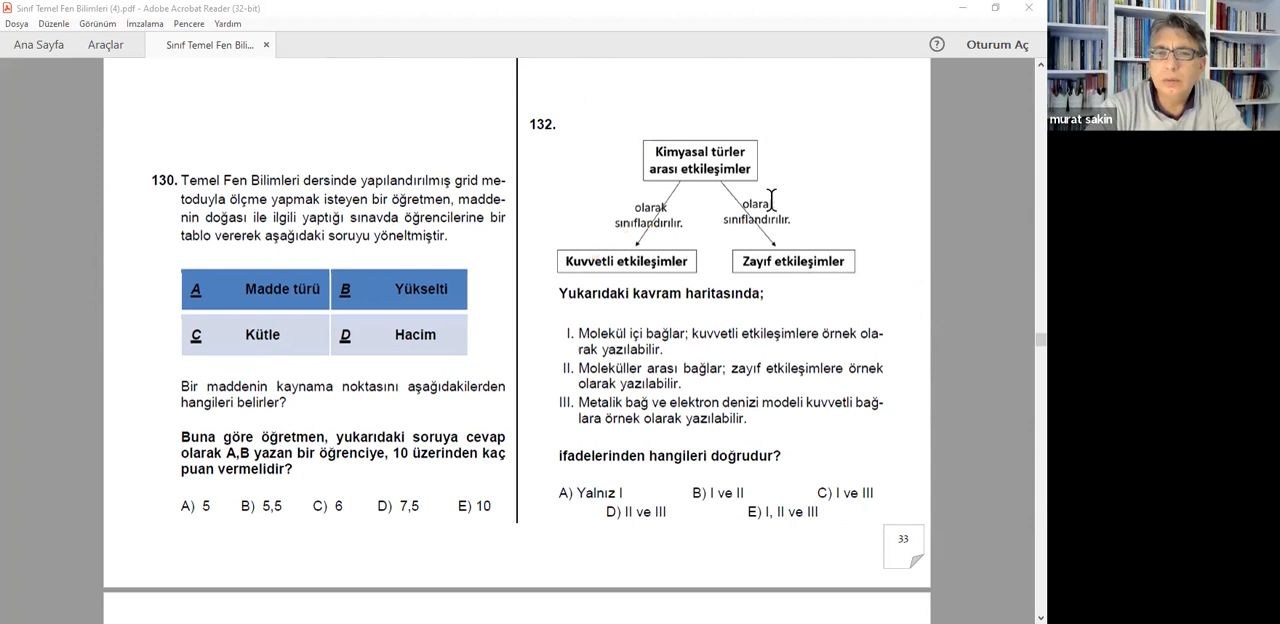 Sınıf Temel Fen Bilimleri (4).pdf - Adobe Acrobat Reader (32-bit)
Dosya Düzenle Görünüm İmzalama Pencere Yardım
Ana Sayfa Araçlar Sınıf Temel Fen Bili... × ? Oturum Aç
murat sakin
130. Temel Fen Bilimleri dersinde yapılandırılmış grid me-
toduyla ölçme yapmak isteyen bir öğretmen, madde-
nin doğası ile ilgili yaptığı sınavda öğrencilerine bir
tablo vererek aşağıdaki soruyu yöneltmiştir.
A Madde türü B Yükselti
C Kütle D Hacim
Bir maddenin kaynama noktasını aşağıdakilerden
hangileri belirler?
Buna göre öğretmen, yukarıdaki soruya cevap
olarak A,B yazan bir öğrenciye, 10 üzerinden kaç
puan vermelidir?
A) 5 B) 5,5 C) 6 D) 7,5 E) 10
132.
Kimyasal türler
arası etkileşimler
olarak
sınıflandırılır.
olara
sınıflandırılır.
Kuvvetli etkileşimler Zayıf etkileşimler
Yukarıdaki kavram haritasında;
I. Molekül içi bağlar; kuvvetli etkileşimlere örnek ola-
rak yazılabilir.
II. Moleküller arası bağlar; zayıf etkileşimlere örnek
olarak yazılabilir.
III. Metalik bağ ve elektron denizi modeli kuvvetli bağ-
lara örnek olarak yazılabilir.
ifadelerinden hangileri doğrudur?
A) Yalnız I B) I ve II C) I ve III
D) II ve III E) I, II ve III
33